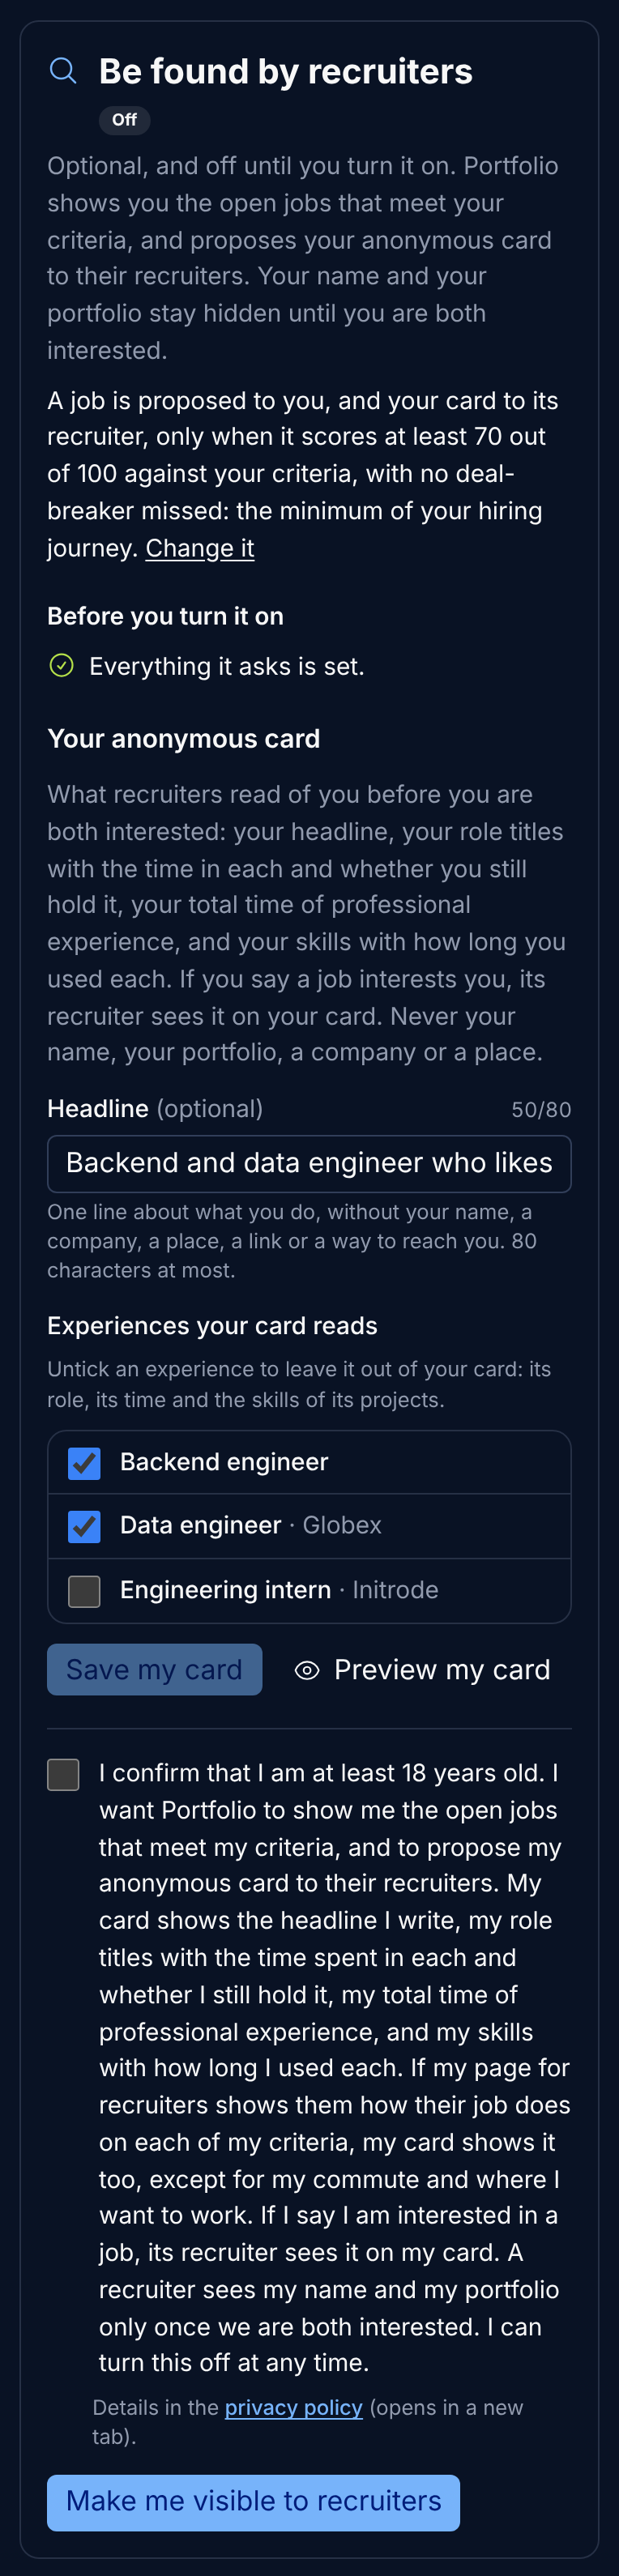 Be found by recruiters
Off
Optional, and off until you turn it on. Portfolio
shows you the open jobs that meet your
criteria, and proposes your anonymous card
to their recruiters. Your name and your
portfolio stay hidden until you are both
interested.
A job is proposed to you, and your card to its
recruiter, only when it scores at least 70 out
of 100 against your criteria, with no deal-
breaker missed: the minimum of your hiring
journey. Change it
Before you turn it on
Everything it asks is set.
Your anonymous card
What recruiters read of you before you are
both interested: your headline, your role titles
with the time in each and whether you still
hold it, your total time of professional
experience, and your skills with how long you
used each. If you say a job interests you, its
recruiter sees it on your card. Never your
name, your portfolio, a company or a place.
Headline (optional) 50/80
Backend and data engineer who likes
One line about what you do, without your name, a
company, a place, a link or a way to reach you. 80
characters at most.
Experiences your card reads
Untick an experience to leave it out of your card: its
role, its time and the skills of its projects.
Backend engineer
Data engineer · Globex
Engineering intern · Initrode
Save my card Preview my card
I confirm that I am at least 18 years old. I
want Portfolio to show me the open jobs
that meet my criteria, and to propose my
anonymous card to their recruiters. My
card shows the headline I write, my role
titles with the time spent in each and
whether I still hold it, my total time of
professional experience, and my skills
with how long I used each. If my page for
recruiters shows them how their job does
on each of my criteria, my card shows it
too, except for my commute and where I
want to work. If I say I am interested in a
job, its recruiter sees it on my card. A
recruiter sees my name and my portfolio
only once we are both interested. I can
turn this off at any time.
Details in the privacy policy (opens in a new
tab).
Make me visible to recruiters